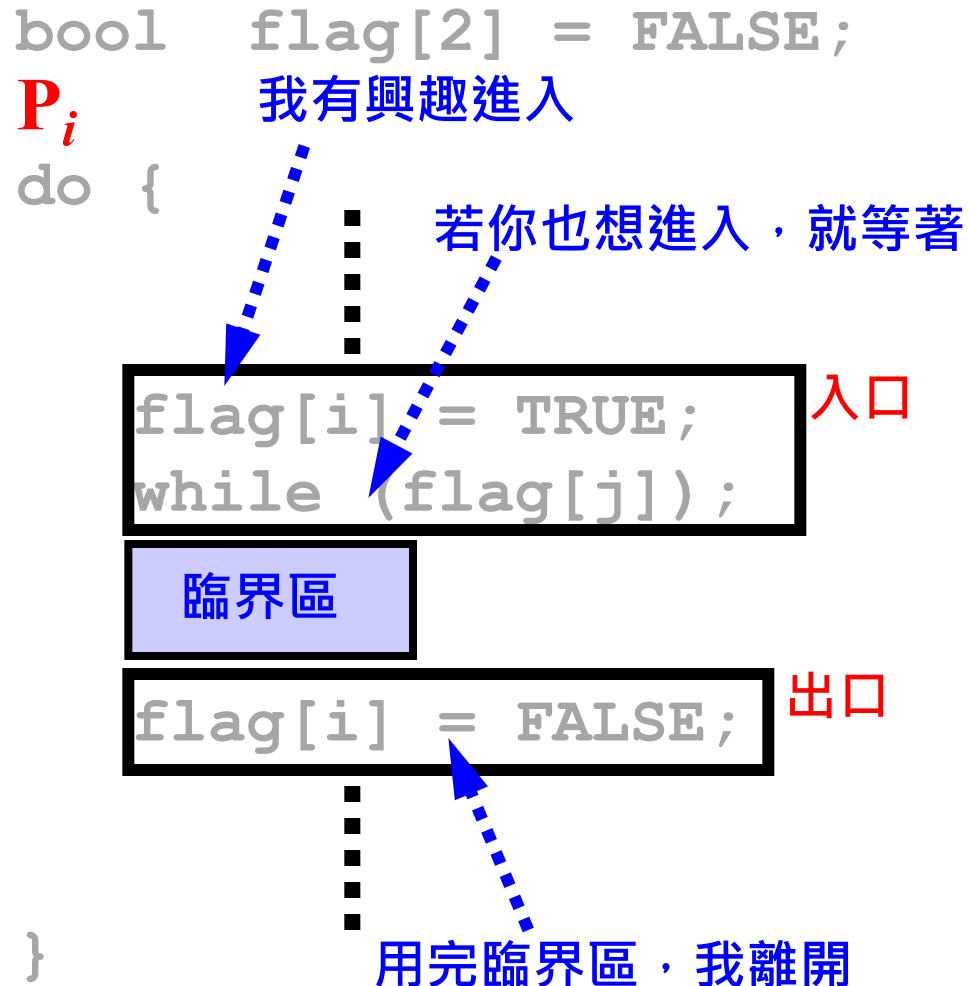 bool flag[2] = FALSE;
Pi
我有興趣進入
do {
若你也想進入，就等著
入口
flag[i] = TRUE;
while (flag[j]);
臨界區
出口
flag[i] = FALSE;
}
用完臨界區，我離開